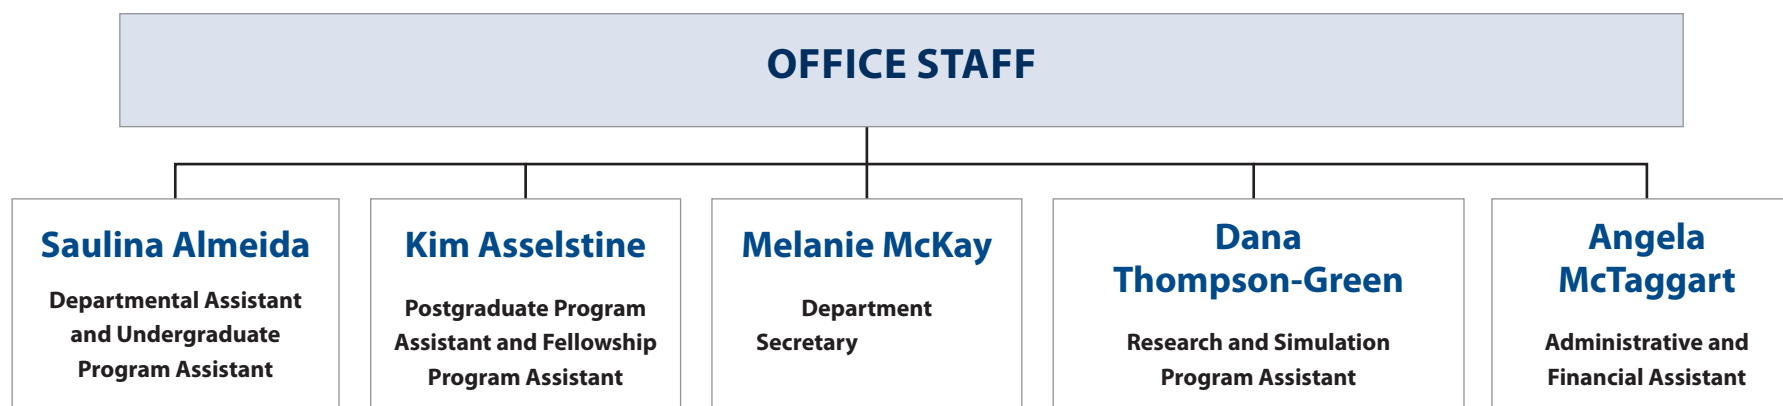 OFFICE STAFF
Saulina Almeida
Departmental Assistant
and Undergraduate
Program Assistant
Kim Asselstine
Postgraduate Program
Assistant and Fellowship
Program Assistant
Melanie McKay
Department
Secretary
Dana
Thompson-Green
Research and Simulation
Program Assistant
Angela
McTaggart
Administrative and
Financial Assistant